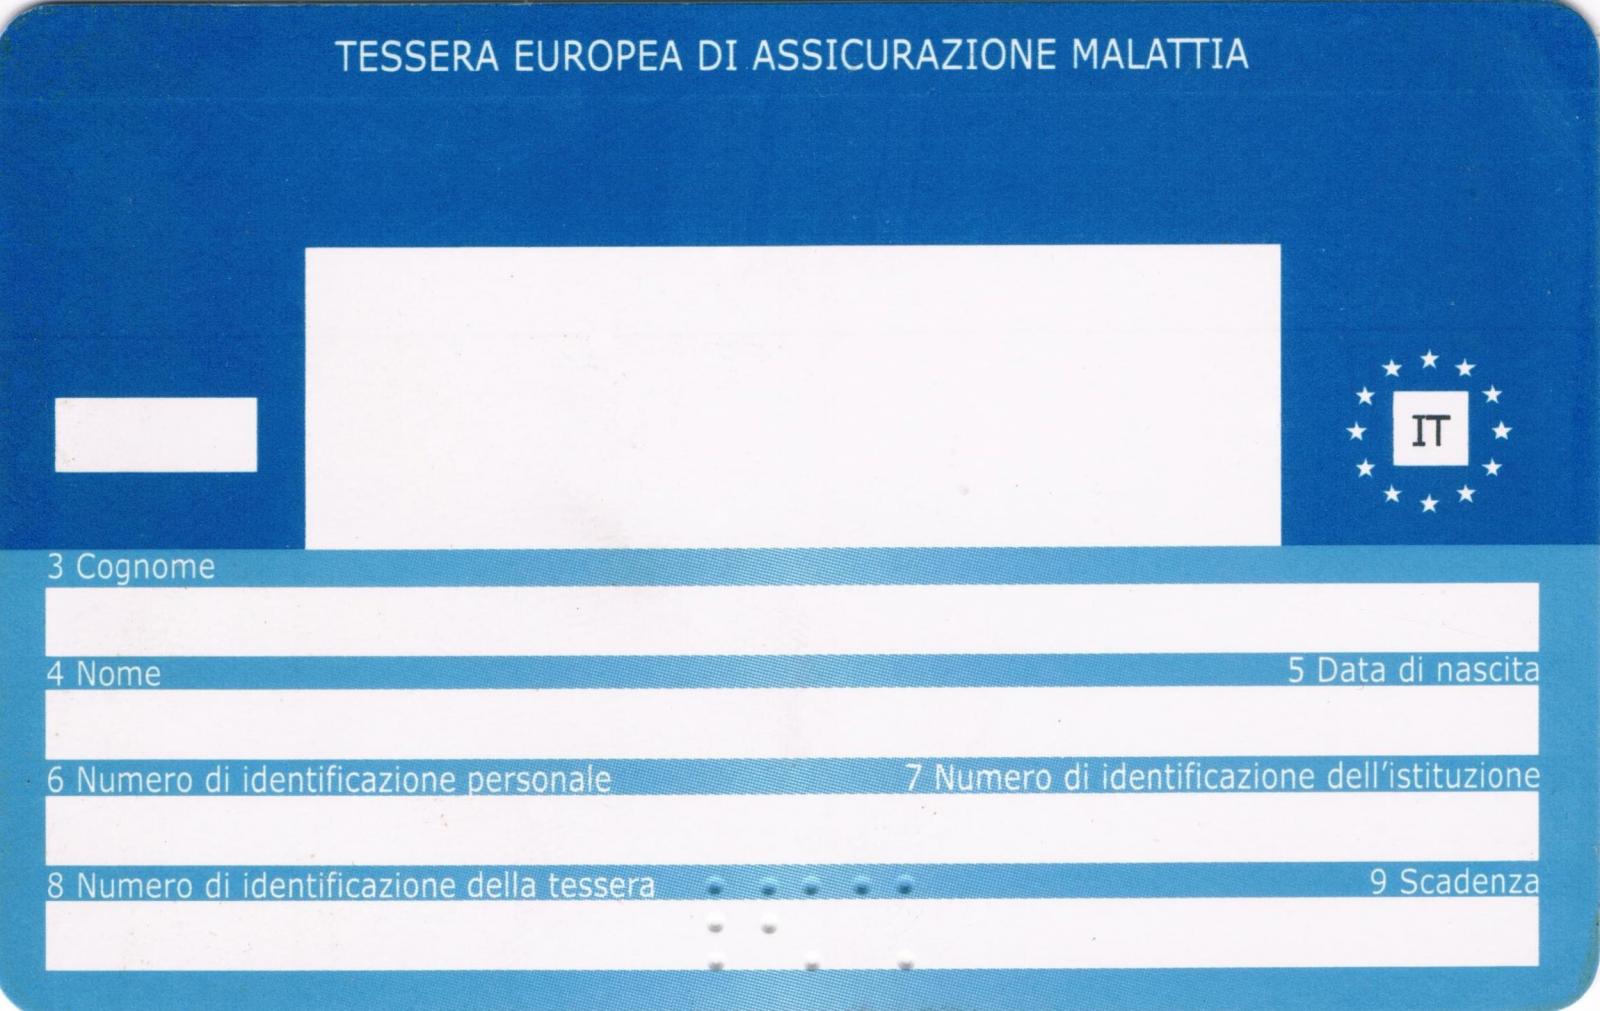 TESSERA EUROPEA DI ASSICURAZIONE MALATTIA
IT
3 Cognome
4 Nome
5 Data di nascita
6 Numero di identificazione personale
7 Numero di identificazione dell'istituzione
8 Numero di identificazione della tessera
9 Scadenza